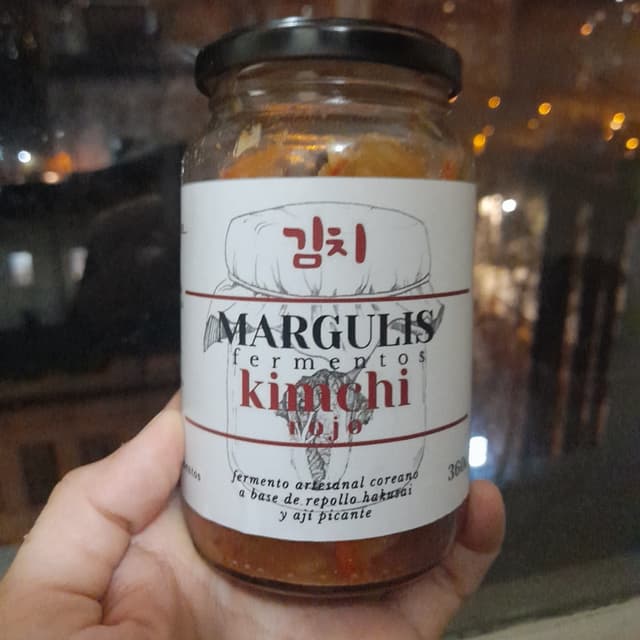 김치
MARGULIS
fermentos
kimchi
rojo
fermento artesanal coreano
a base de repollo hakusai
y ají picante